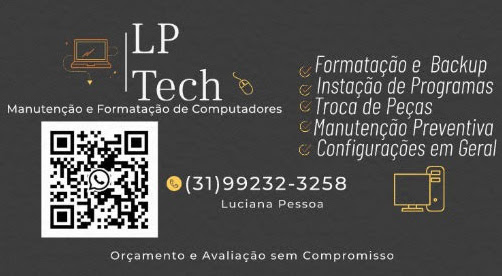 LP
Tech
Manutenção e Formatação de Computadores
Formatação e Backup
Instação de Programas
Troca de Peças
Manutenção Preventiva
Configurações em Geral
(31)99232-3258
Luciana Pessoa
Orçamento e Avaliação sem Compromisso